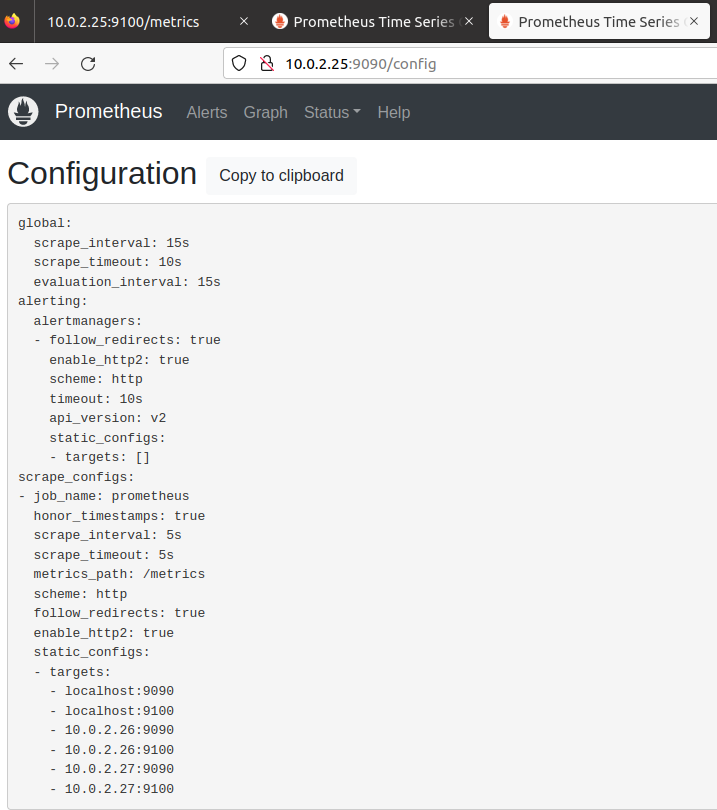 10.0.2.25:9100/metrics
Prometheus Time Series
Prometheus Time Series
10.0.2.25:9090/config
Prometheus Alerts Graph Status Help
Configuration Copy to clipboard
global:
  scrape_interval: 15s
  scrape_timeout: 10s
  evaluation_interval: 15s
alerting:
  alertmanagers:
  - follow_redirects: true
    enable_http2: true
    scheme: http
    timeout: 10s
    api_version: v2
    static_configs:
    - targets: []
scrape_configs:
- job_name: prometheus
  honor_timestamps: true
  scrape_interval: 5s
  scrape_timeout: 5s
  metrics_path: /metrics
  scheme: http
  follow_redirects: true
  enable_http2: true
  static_configs:
  - targets:
    - localhost:9090
    - localhost:9100
    - 10.0.2.26:9090
    - 10.0.2.26:9100
    - 10.0.2.27:9090
    - 10.0.2.27:9100